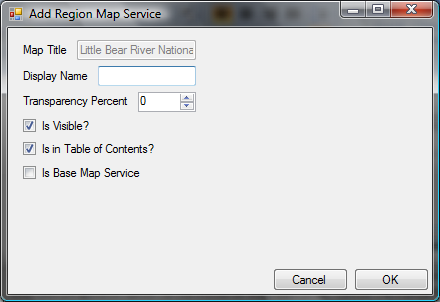 Add Region Map Service
Map Title Little Bear River Nationa
Display Name
Transparency Percent 0
Is Visible?
Is in Table of Contents?
Is Base Map Service
Cancel OK